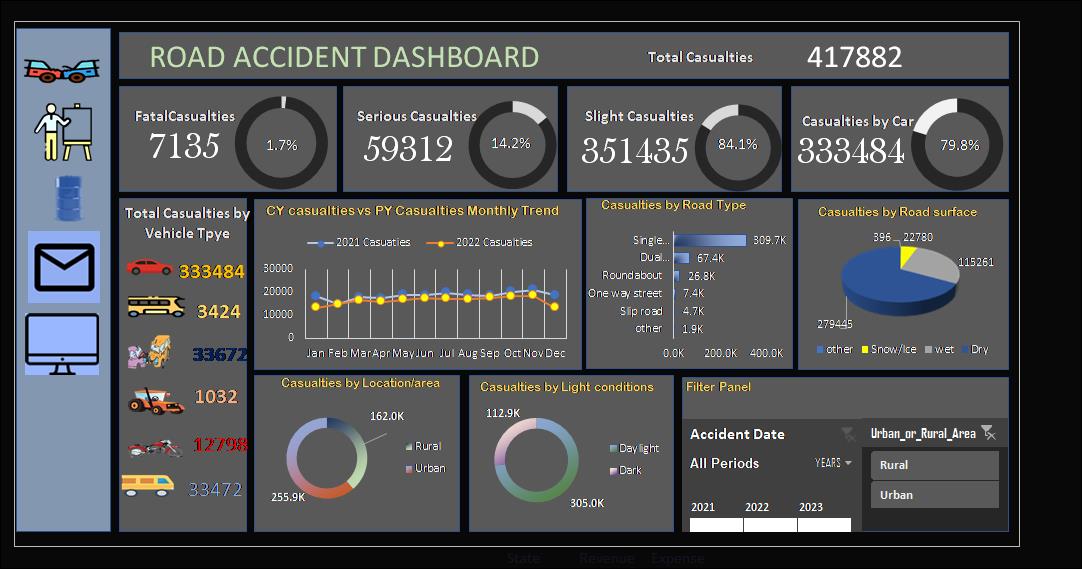 ROAD ACCIDENT DASHBOARD
Total Casualties
417882
FatalCasualties
7135
1.7%
Serious Casualties
59312
14.2%
Slight Casualties
351435
84.1%
Casualties by Car
333484
79.8%
Total Casualties by
Vehicle Tpye
333484
3424
33672
1032
12798
33472
CY casualties vs PY Casualties Monthly Trend
2021 Casuaties
2022 Casualties
30000
20000
10000
0
Jan Feb Mar Apr May Jun Jul Aug Sep Oct Nov Dec
Casualties by Road Type
Single... 309.7K
Dual... 67.4K
Roundabout 26.8K
One way street 7.4K
Slip road 4.7K
other 1.9K
0.0K 200.0K 400.0K
Casualties by Road surface
396 22780
115261
279445
other Snow/Ice wet Dry
Casualties by Location/area
162.0K
Rural
Urban
255.9K
Casualties by Light conditions
112.9K
Daylight
Dark
305.0K
Filter Panel
Accident Date
All Periods YEARS
2021 2022 2023
Urban_or_Rural_Area
Rural
Urban
State Revenue Expense